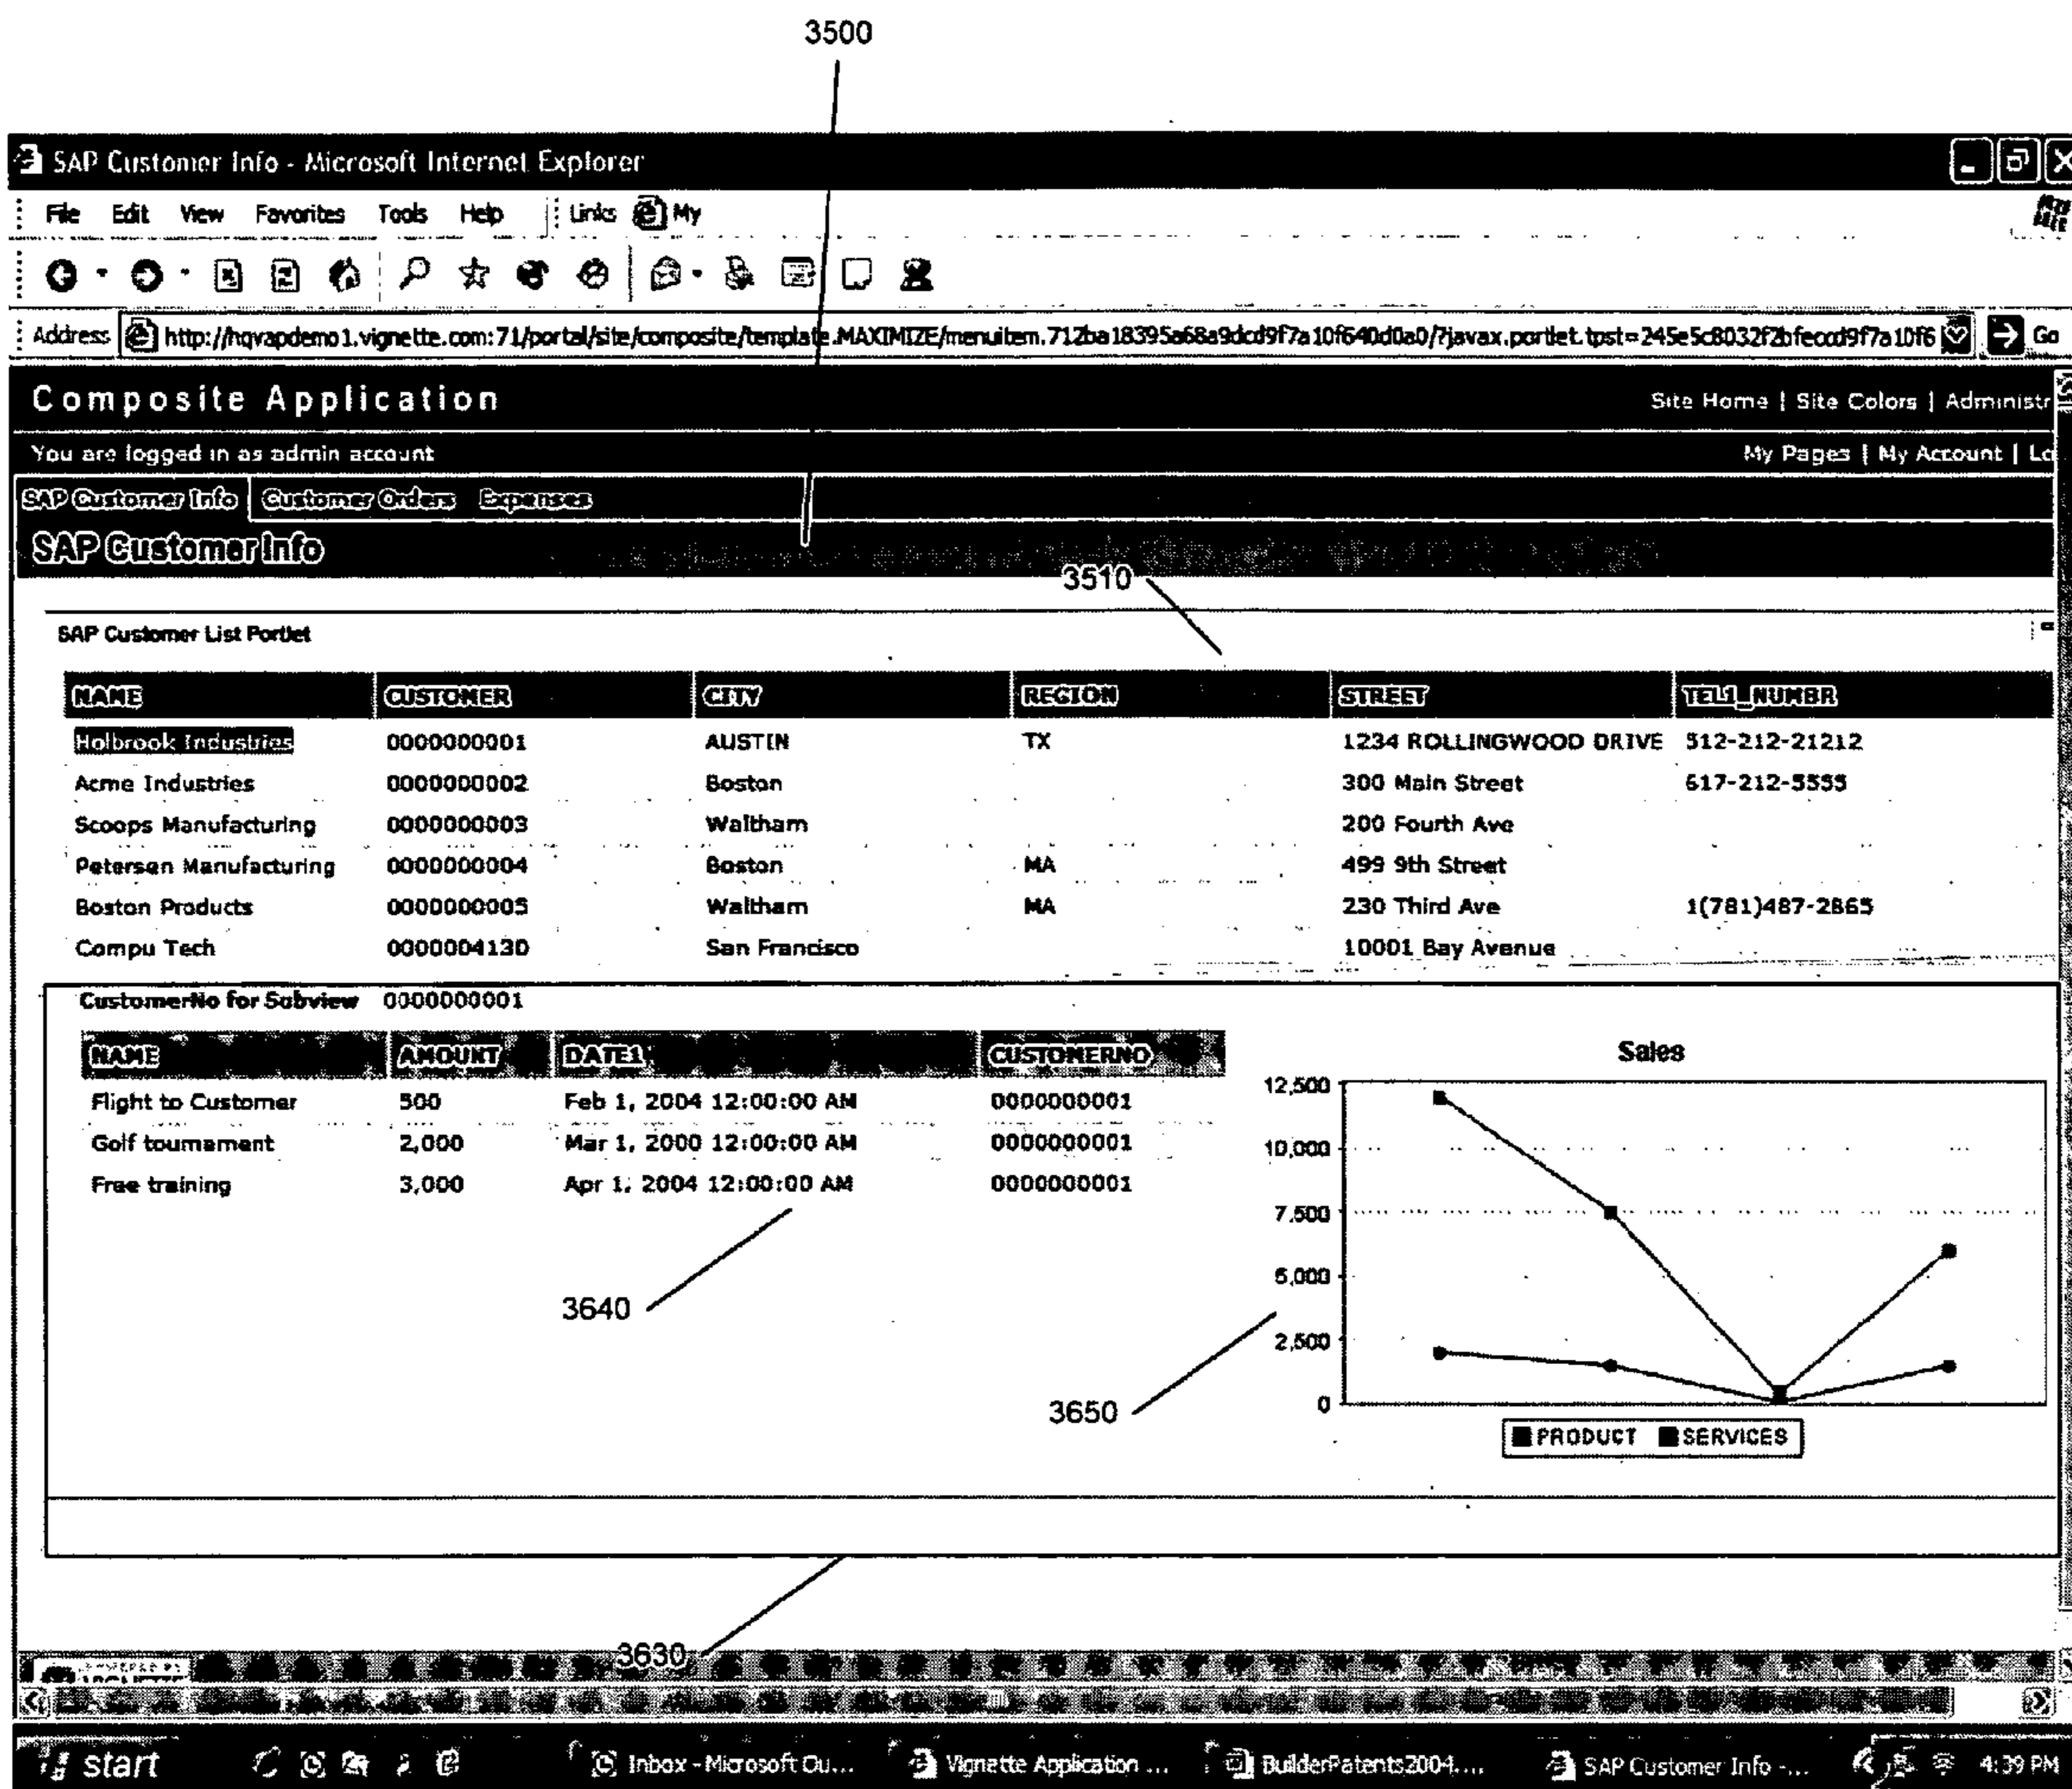 3500
SAP Customer Info - Microsoft Internet Explorer
File Edit View Favorites Tools Help Links My
Address http://hqvapdemo1.vignette.com:71/portal/site/composite/template.MAXIMIZE/menuitem.712ba18395a68a9dcd9f7a10f640d0a0/?javax.portlet.tpst=245e5c8032f2bfeccd9f7a10f6 Go
Composite Application Site Home | Site Colors | Administr
You are logged in as admin account My Pages | My Account | Lo
SAP Customer Info Customer Orders Expenses
SAP Customer Info
3510
SAP Customer List Portlet
NAME CUSTOMER CITY REGION STREET TEL1_NUMBR
Holbrook Industries 0000000001 AUSTIN TX 1234 ROLLINGWOOD DRIVE 512-212-21212
Acme Industries 0000000002 Boston 300 Main Street 617-212-5555
Scoops Manufacturing 0000000003 Waltham 200 Fourth Ave
Petersen Manufacturing 0000000004 Boston MA 499 9th Street
Boston Products 0000000005 Waltham MA 230 Third Ave 1(781)487-2865
Compu Tech 0000004130 San Francisco 10001 Bay Avenue
CustomerNo for Subview 0000000001
NAME AMOUNT DATE1 CUSTOMERNO
Flight to Customer 500 Feb 1, 2004 12:00:00 AM 0000000001
Golf tournament 2,000 Mar 1, 2000 12:00:00 AM 0000000001
Free training 3,000 Apr 1, 2004 12:00:00 AM 0000000001
Sales
12,500
10,000
7,500
5,000
2,500
0
PRODUCT SERVICES
3640
3650
3630
start Inbox - Microsoft Ou... Vignette Application ... BuilderPatents2004.... SAP Customer Info -... 4:39 PM